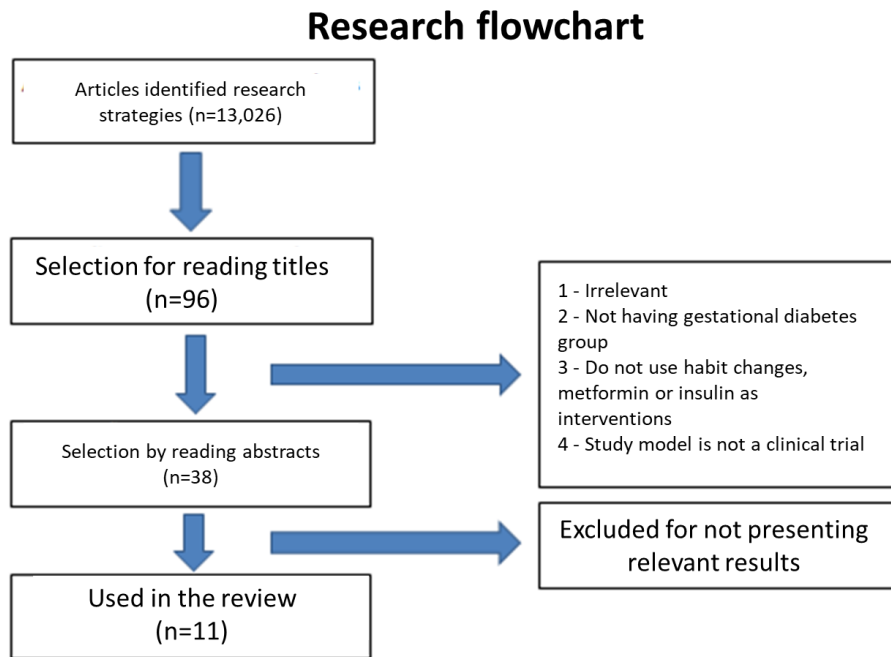 Research flowchart
Articles identified research
strategies (n=13,026)
Selection for reading titles
(n=96)
1 - Irrelevant
2 - Not having gestational diabetes
group
3 - Do not use habit changes,
metformin or insulin as
interventions
4 - Study model is not a clinical trial
Selection by reading abstracts
(n=38)
Excluded for not presenting
relevant results
Used in the review
(n=11)